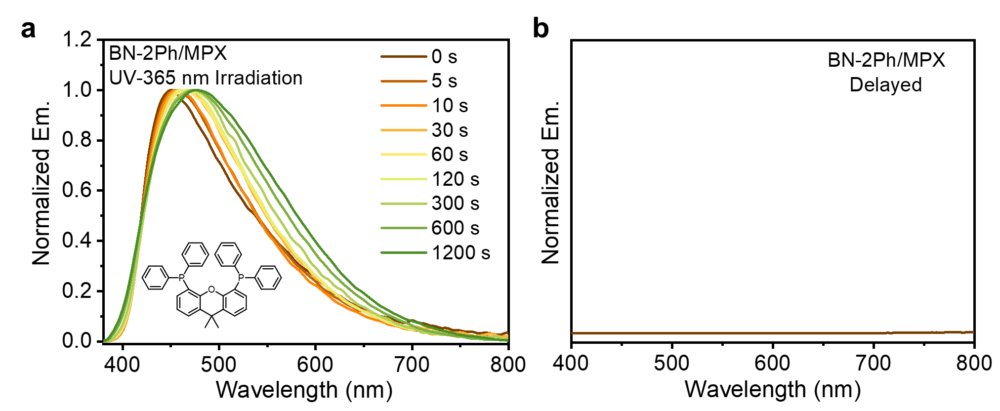 a
BN-2Ph/MPX
UV-365 nm Irradiation
0 s
5 s
10 s
30 s
60 s
120 s
300 s
600 s
1200 s
Normalized Em.
1.2
1.0
0.8
0.6
0.4
0.2
0.0
P
P
O
400
500
600
700
800
Wavelength (nm)
b
BN-2Ph/MPX
Delayed
Normalized Em.
400
500
600
700
800
Wavelength (nm)